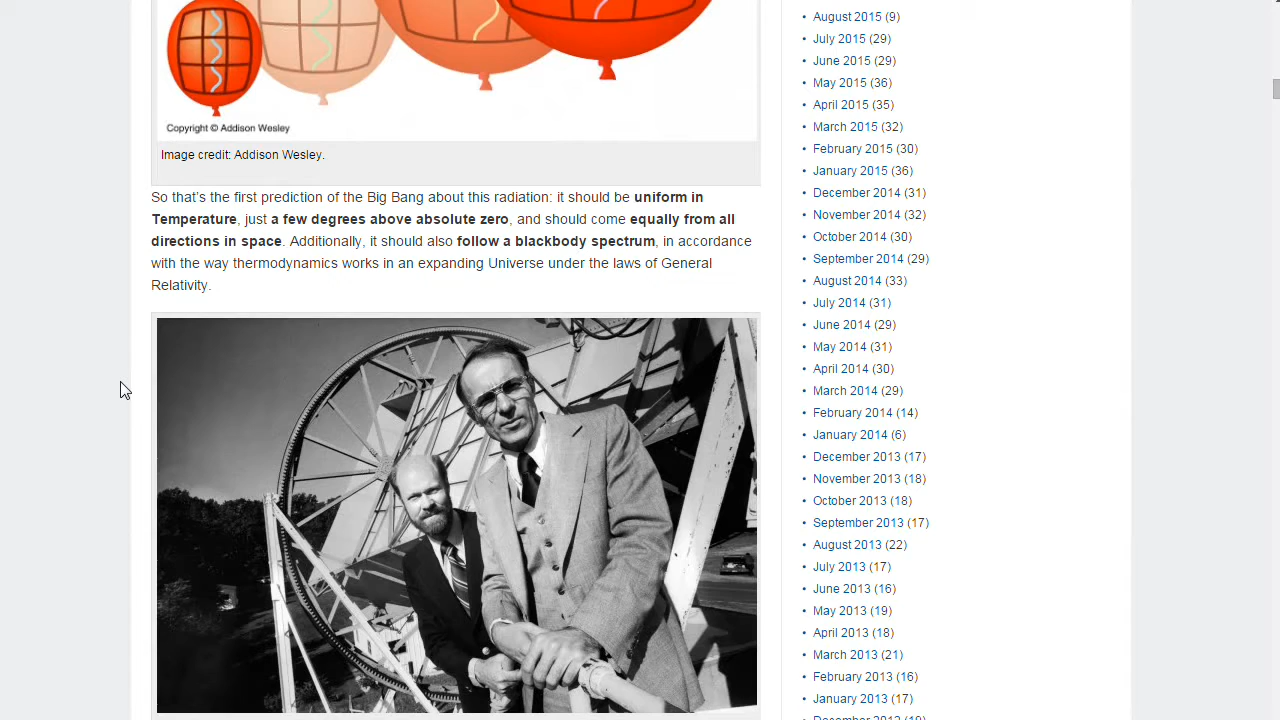 Copyright © Addison Wesley
Image credit: Addison Wesley.
So that's the first prediction of the Big Bang about this radiation: it should be uniform in
Temperature, just a few degrees above absolute zero, and should come equally from all
directions in space. Additionally, it should also follow a blackbody spectrum, in accordance
with the way thermodynamics works in an expanding Universe under the laws of General
Relativity.
• August 2015 (9)
• July 2015 (29)
• June 2015 (29)
• May 2015 (36)
• April 2015 (35)
• March 2015 (32)
• February 2015 (30)
• January 2015 (36)
• December 2014 (31)
• November 2014 (32)
• October 2014 (30)
• September 2014 (29)
• August 2014 (33)
• July 2014 (31)
• June 2014 (29)
• May 2014 (31)
• April 2014 (30)
• March 2014 (29)
• February 2014 (14)
• January 2014 (6)
• December 2013 (17)
• November 2013 (18)
• October 2013 (18)
• September 2013 (17)
• August 2013 (22)
• July 2013 (17)
• June 2013 (16)
• May 2013 (19)
• April 2013 (18)
• March 2013 (21)
• February 2013 (16)
• January 2013 (17)
• December 2012